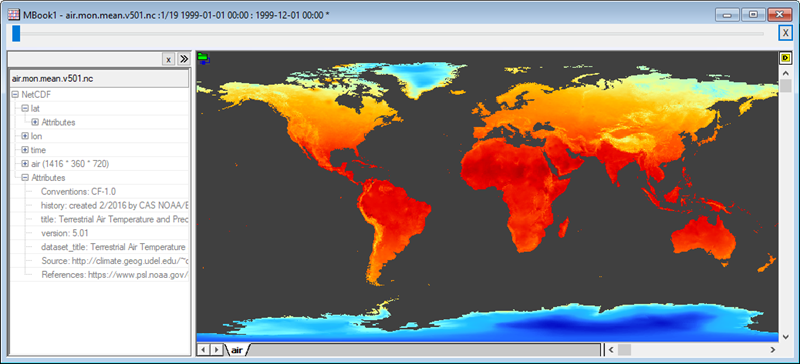 MBook1 - air.mon.mean.v501.nc :1/19 1999-01-01 00:00 : 1999-12-01 00:00 *
X
x
D
air.mon.mean.v501.nc
NetCDF
lat
Attributes
lon
time
air (1416 * 360 * 720)
Attributes
Conventions: CF-1.0
history: created 2/2016 by CAS NOAA/E
title: Terrestrial Air Temperature and Prec
version: 5.01
dataset_title: Terrestrial Air Temperature
Source: http://climate.geog.udel.edu/~c
References: https://www.psl.noaa.gov/
air